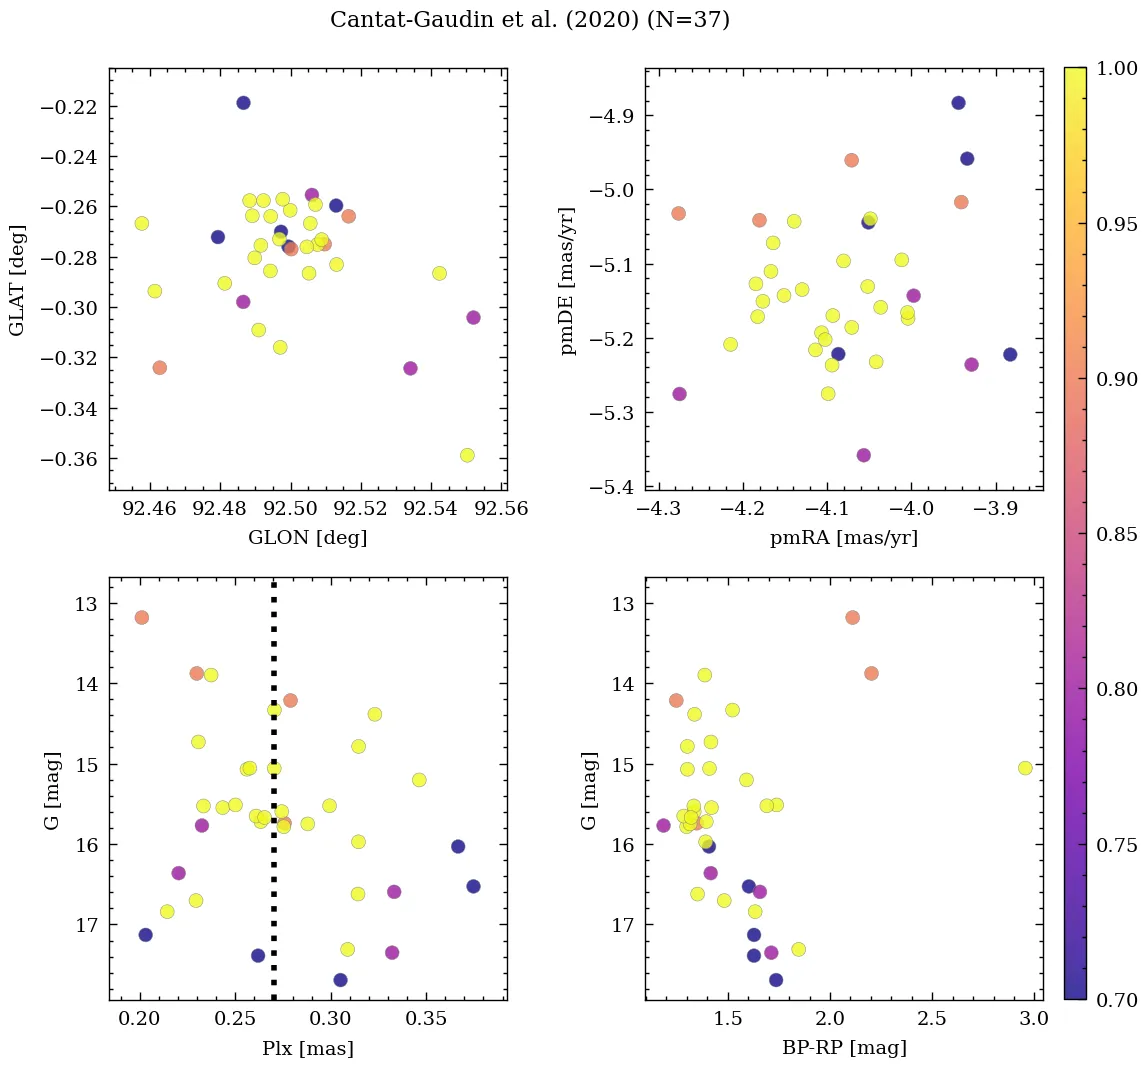 Cantat-Gaudin et al. (2020) (N=37)
−0.22
−0.24
−0.26
−0.28
−0.30
−0.32
−0.34
−0.36
GLAT [deg]
92.46 92.48 92.50 92.52 92.54 92.56
GLON [deg]
−4.9
−5.0
−5.1
−5.2
−5.3
−5.4
pmDE [mas/yr]
−4.3 −4.2 −4.1 −4.0 −3.9
pmRA [mas/yr]
1.00
0.95
0.90
0.85
0.80
0.75
0.70
13
14
15
16
17
G [mag]
0.20 0.25 0.30 0.35
Plx [mas]
13
14
15
16
17
G [mag]
1.5 2.0 2.5 3.0
BP-RP [mag]